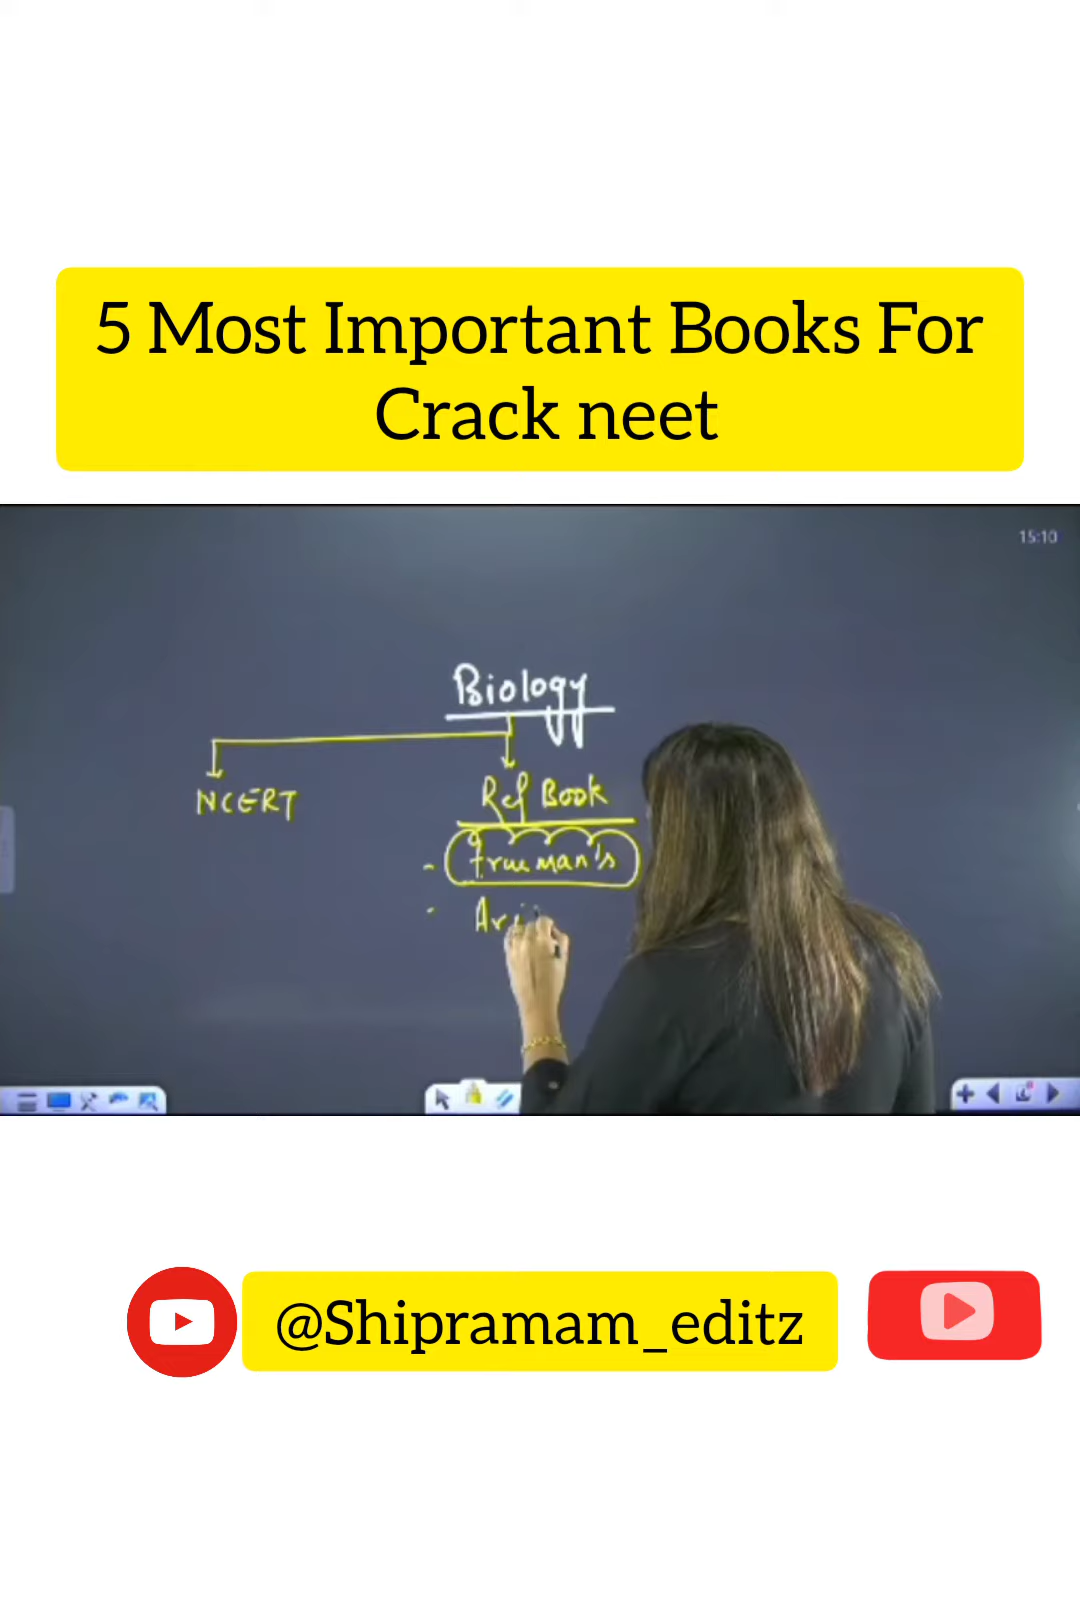 5 Most Important Books For
Crack neet
15:10
Biology
NCERT
Ref Book
- Trueman's
@Shipramam_editz